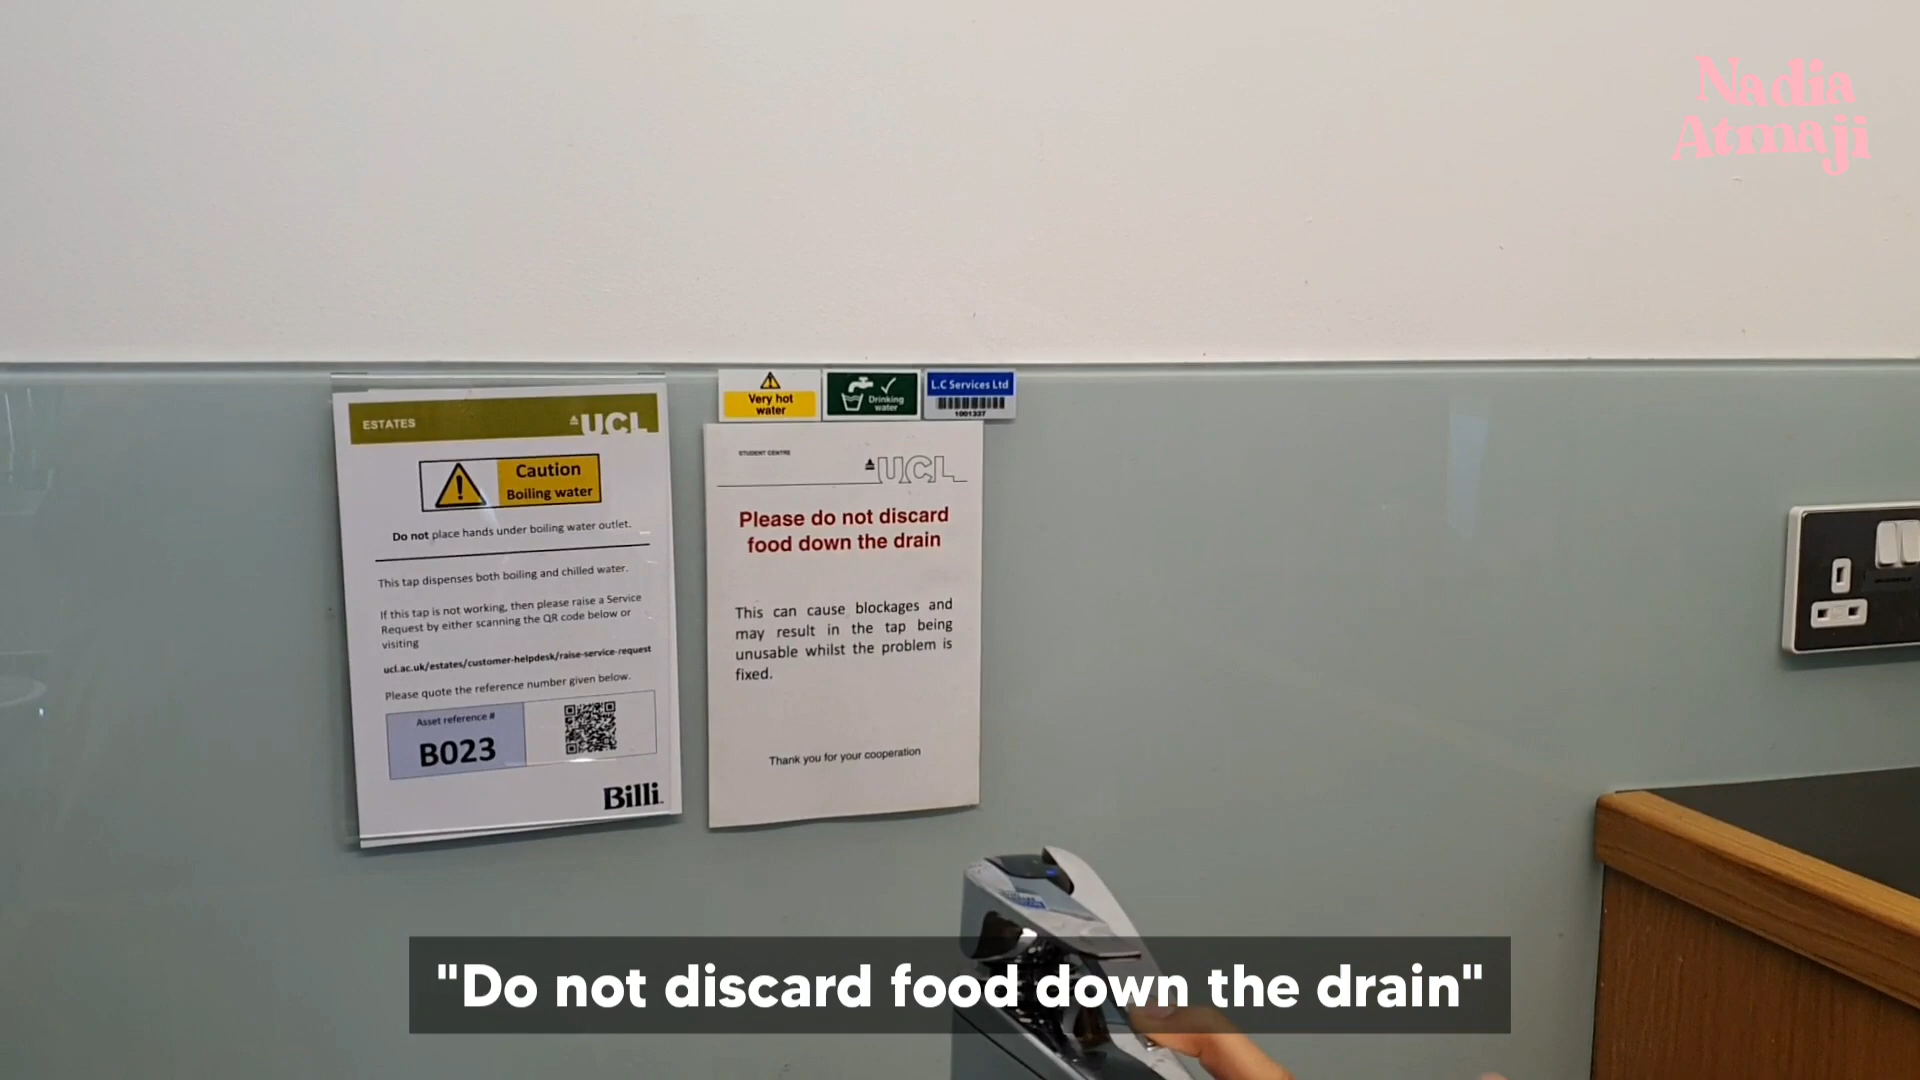 Nadia
Atmaji
ESTATES
UCL
Caution
Boiling water
Do not place hands under boiling water outlet.
This tap dispenses both boiling and chilled water.
If this tap is not working, then please raise a Service
Request by either scanning the QR code below or
visiting
ucl.ac.uk/estates/customer-helpdesk/raise-service-request
Please quote the reference number given below.
Asset reference #
B023
Billi
Very hot
water
Drinking
water
L.C Services Ltd
1001337
STUDENT CENTRE
UCL
Please do not discard
food down the drain
This can cause blockages and
may result in the tap being
unusable whilst the problem is
fixed.
Thank you for your cooperation
"Do not discard food down the drain"